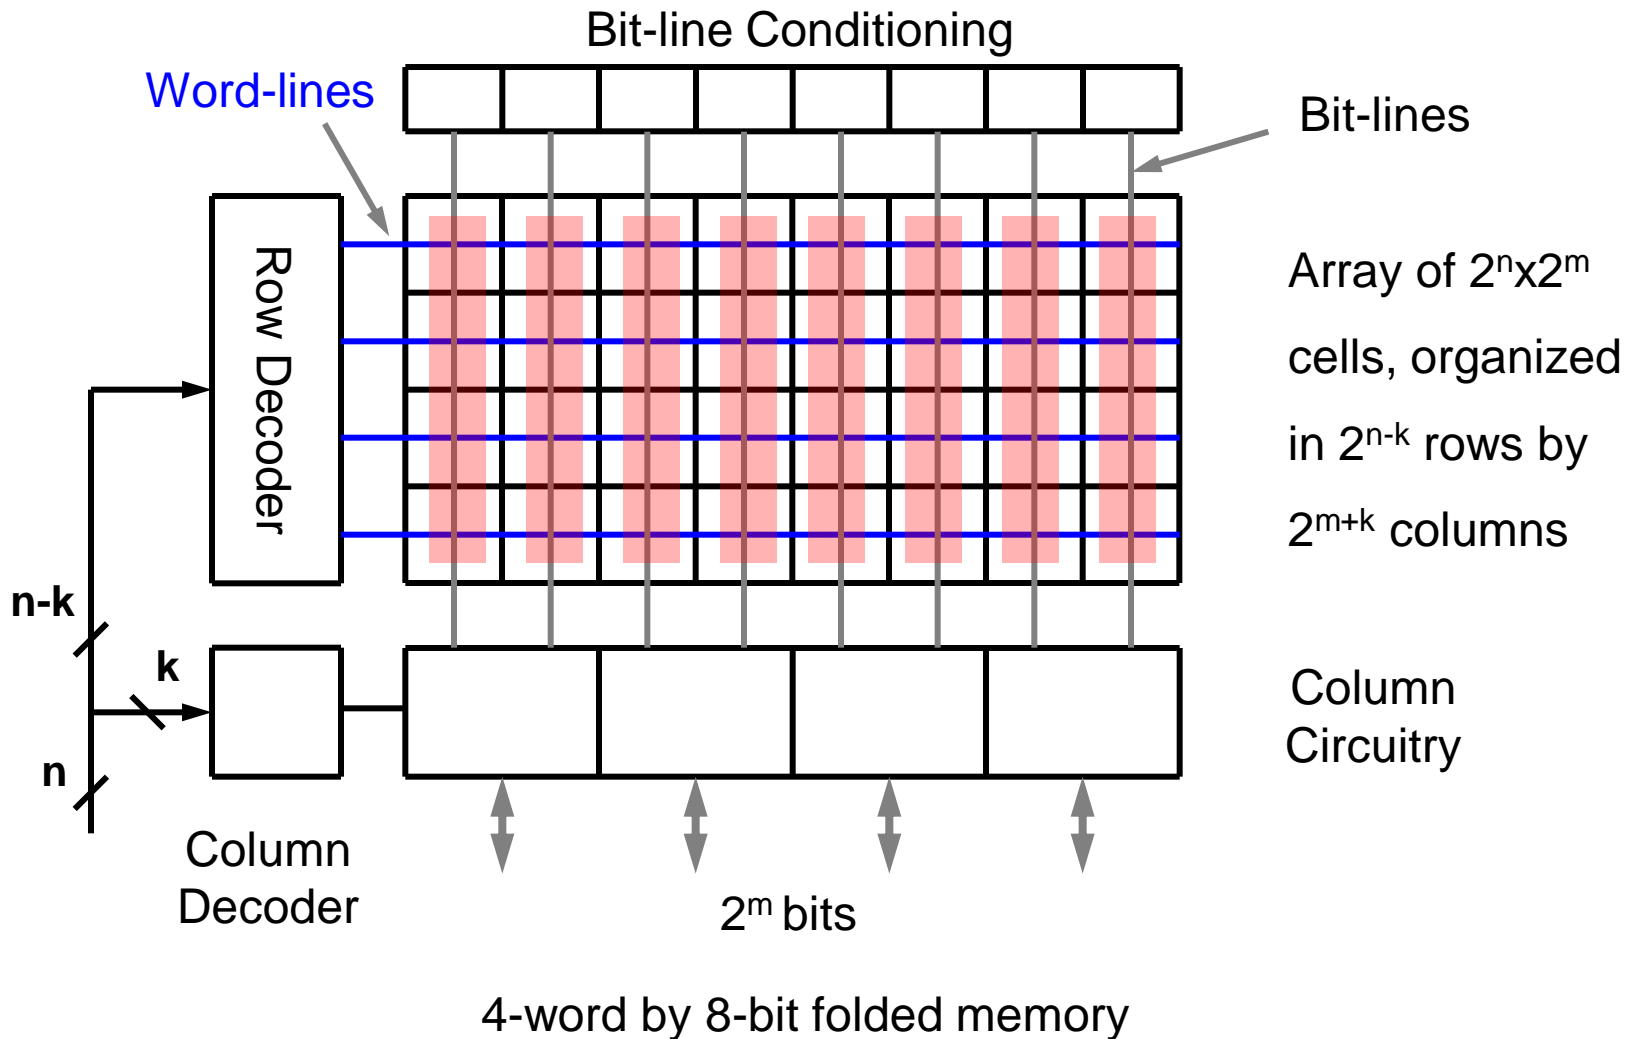 Bit-line Conditioning
Word-lines
Bit-lines
Row Decoder
Array of 2ⁿx2ᵐ
cells, organized
in 2ⁿ⁻ᵏ rows by
2ᵐ⁺ᵏ columns
n-k
k
n
Column
Decoder
Column
Circuitry
2ᵐ bits
4-word by 8-bit folded memory